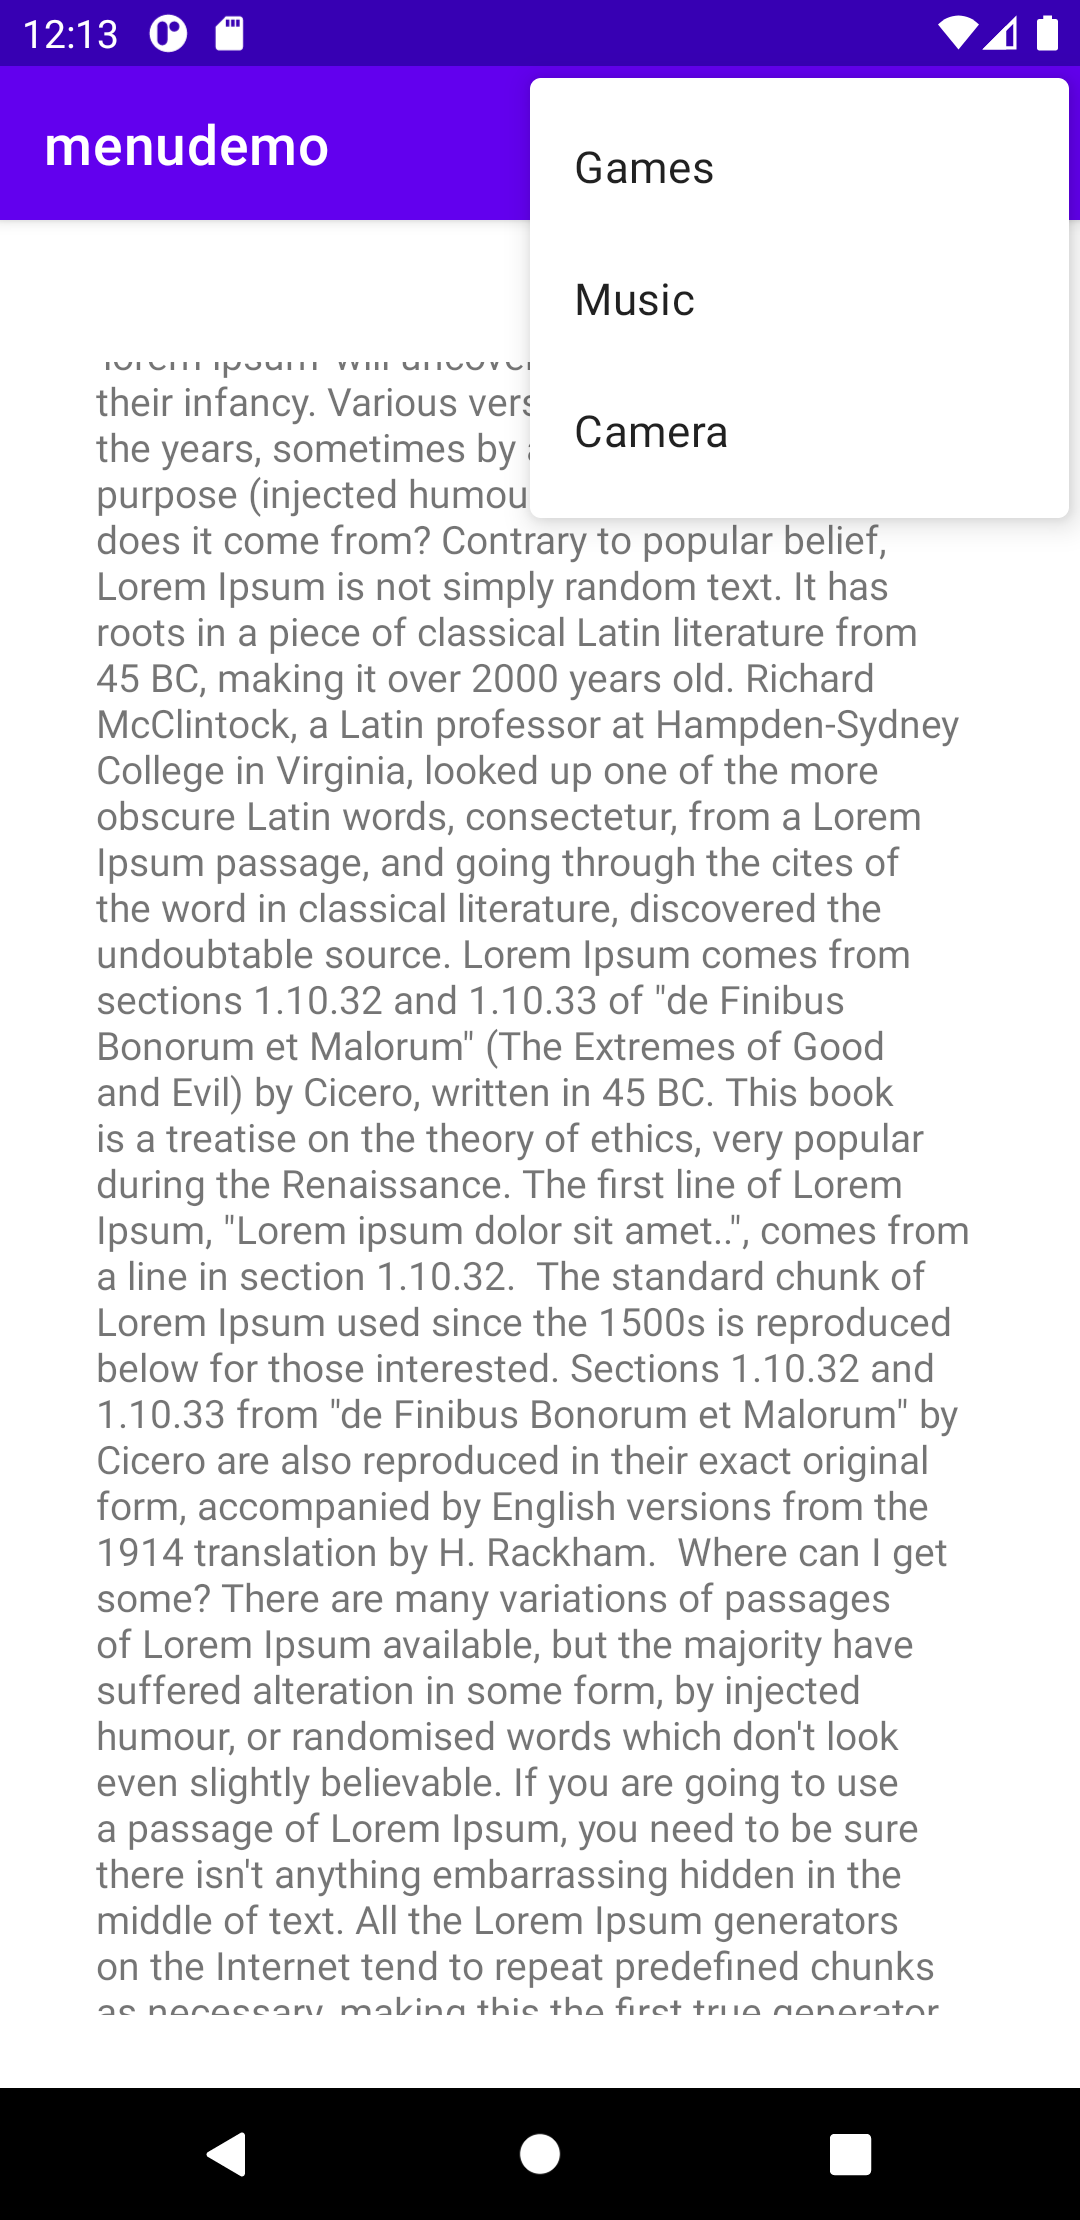 12:13
menudemo
Games
Music
Camera
'lorem ipsum' will uncover
their infancy. Various
the years, sometimes by
purpose (injected
does it come from? Contrary to popular belief,
Lorem Ipsum is not simply random text. It has
roots in a piece of classical Latin literature from
45 BC, making it over 2000 years old. Richard
McClintock, a Latin professor at Hampden-Sydney
College in Virginia, looked up one of the more
obscure Latin words, consectetur, from a Lorem
Ipsum passage, and going through the cites of
the word in classical literature, discovered the
undoubtable source. Lorem Ipsum comes from
sections 1.10.32 and 1.10.33 of "de Finibus
Bonorum et Malorum" (The Extremes of Good
and Evil) by Cicero, written in 45 BC. This book
is a treatise on the theory of ethics, very popular
during the Renaissance. The first line of Lorem
Ipsum, "Lorem ipsum dolor sit amet..", comes from
a line in section 1.10.32.  The standard chunk of
Lorem Ipsum used since the 1500s is reproduced
below for those interested. Sections 1.10.32 and
1.10.33 from "de Finibus Bonorum et Malorum" by
Cicero are also reproduced in their exact original
form, accompanied by English versions from the
1914 translation by H. Rackham.  Where can I get
some? There are many variations of passages
of Lorem Ipsum available, but the majority have
suffered alteration in some form, by injected
humour, or randomised words which don't look
even slightly believable. If you are going to use
a passage of Lorem Ipsum, you need to be sure
there isn't anything embarrassing hidden in the
middle of text. All the Lorem Ipsum generators
on the Internet tend to repeat predefined chunks
as necessary, making this the first true generator